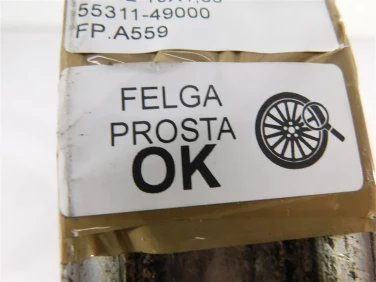 55311-49000
FP.A559
FELGA
PROSTA
OK